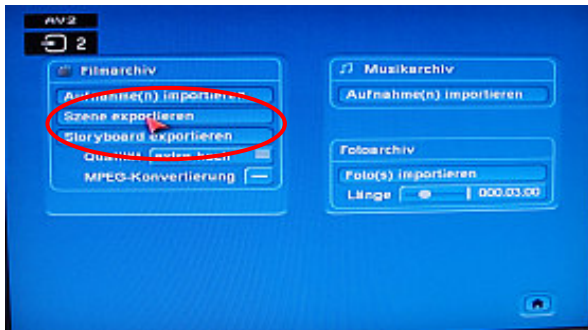 AV2
2
Filmarchiv
Aufnahme(n) importieren
Szene exportieren
Storyboard exportieren
Qualität extra hoch
MPEG-Konvertierung
Musikarchiv
Aufnahme(n) importieren
Fotoarchiv
Foto(s) importieren
Länge 000.03.00